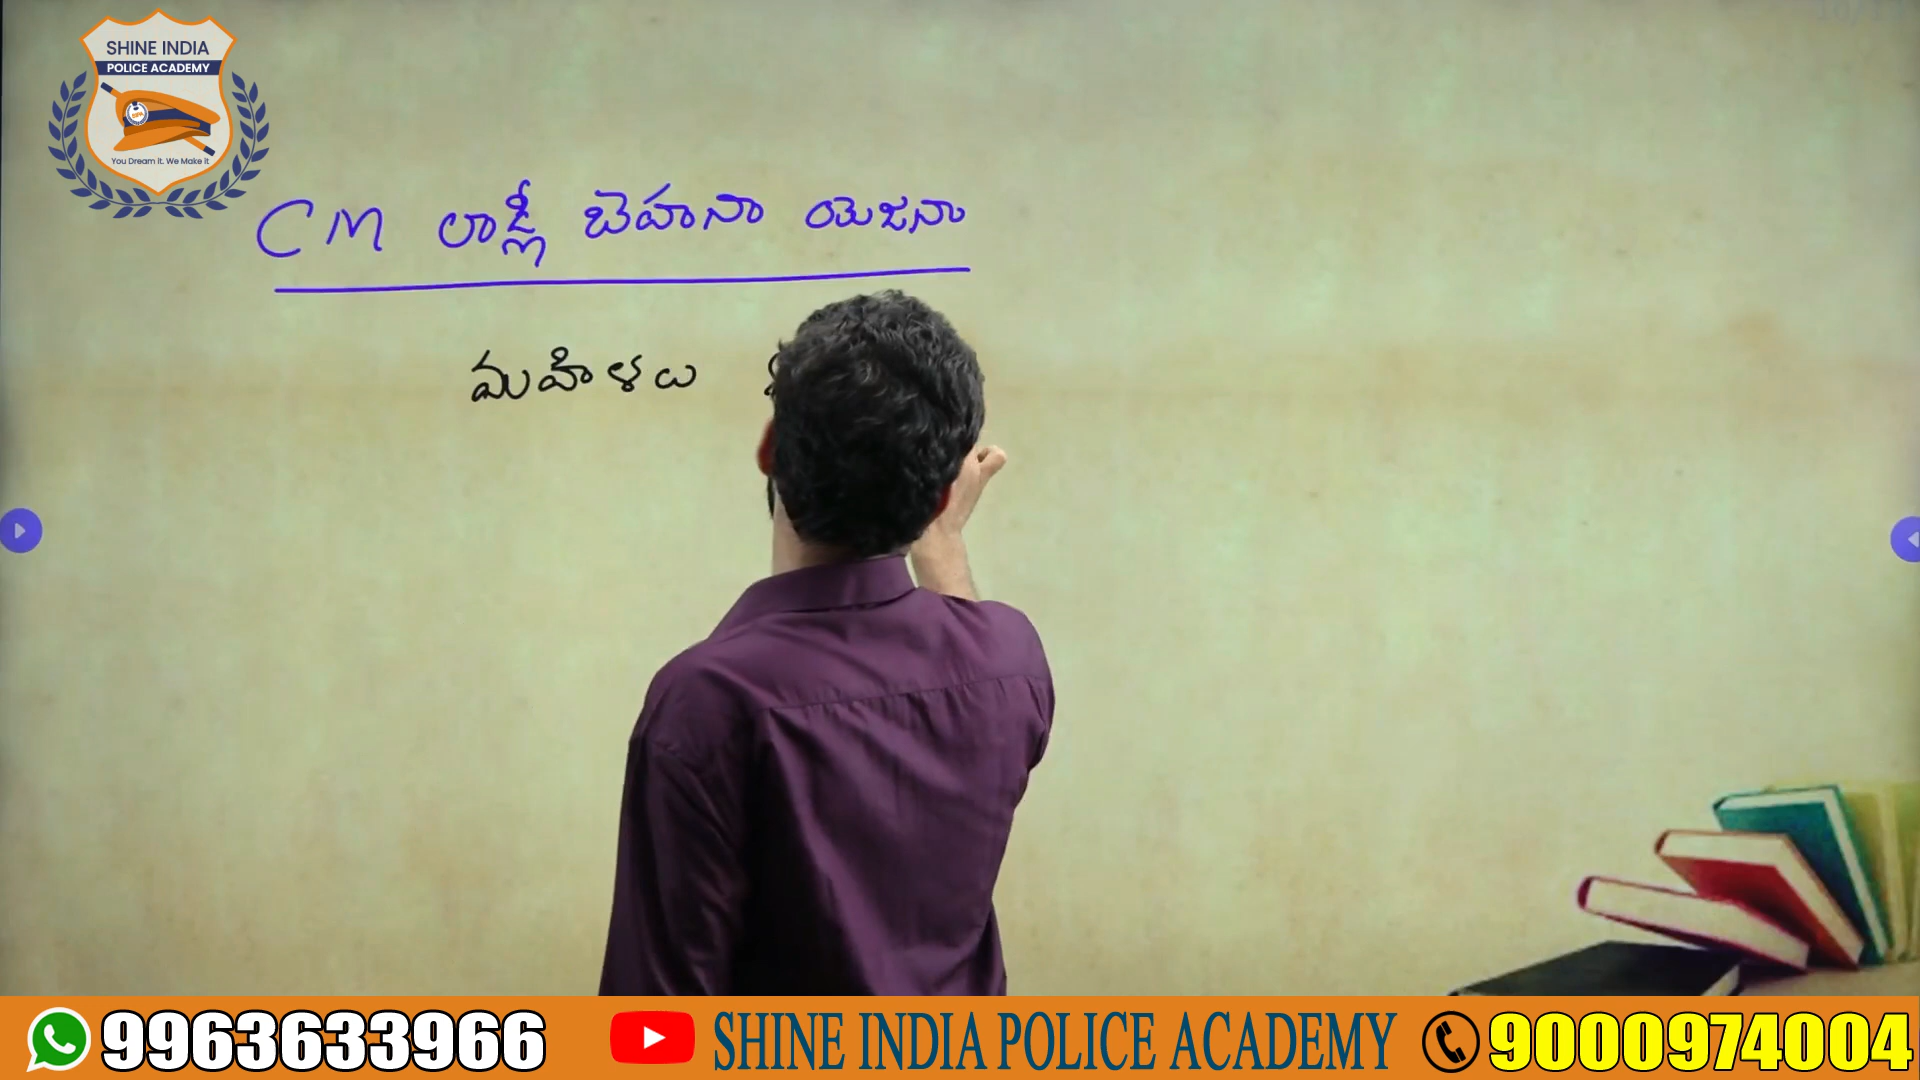 SHINE INDIA
POLICE ACADEMY
You Dream It. We Make It
CM లాడ్లీ బెహనా యెజనా
మహిళలు
9963633966
SHINE INDIA POLICE ACADEMY
9000974004